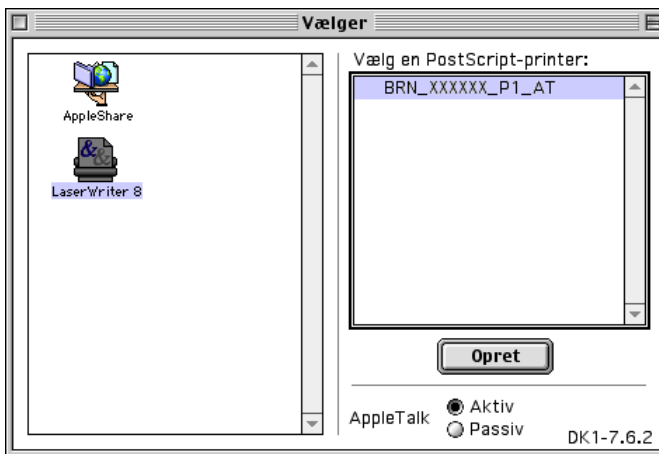 Vælger
AppleShare
LaserWriter 8
Vælg en PostScript-printer:
BRN_XXXXXX_P1_AT
Opret
AppleTalk
Aktiv
Passiv
DK1-7.6.2